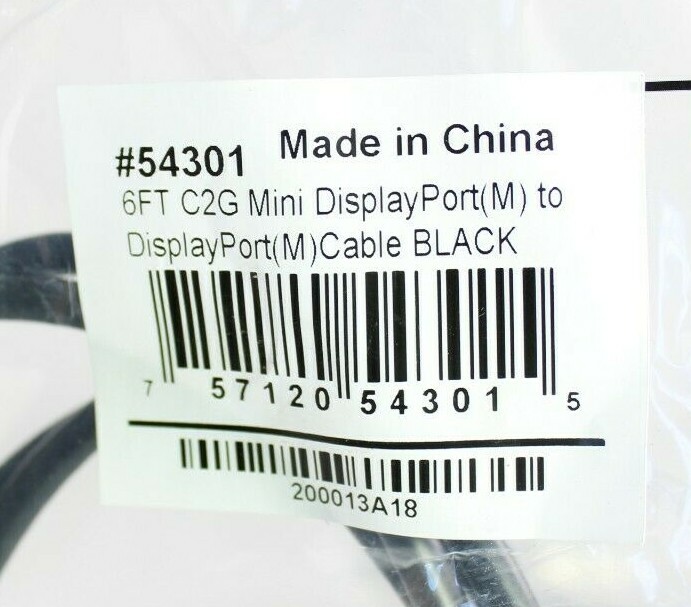 #54301 Made in China
6FT C2G Mini DisplayPort(M) to
DisplayPort(M)Cable BLACK
7 57120 54301 5
200013A18